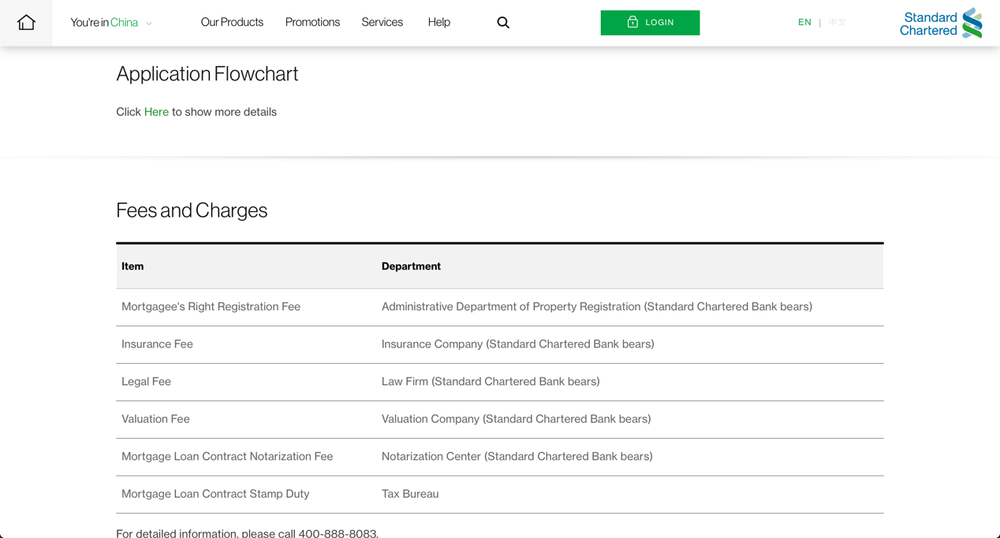 You're in China
Our Products
Promotions
Services
Help
LOGIN
EN | 中文
Standard
Chartered
Application Flowchart
Click Here to show more details
Fees and Charges
Item Department
Mortgagee's Right Registration Fee Administrative Department of Property Registration (Standard Chartered Bank bears)
Insurance Fee Insurance Company (Standard Chartered Bank bears)
Legal Fee Law Firm (Standard Chartered Bank bears)
Valuation Fee Valuation Company (Standard Chartered Bank bears)
Mortgage Loan Contract Notarization Fee Notarization Center (Standard Chartered Bank bears)
Mortgage Loan Contract Stamp Duty Tax Bureau
For detailed information, please call 400-888-8083.